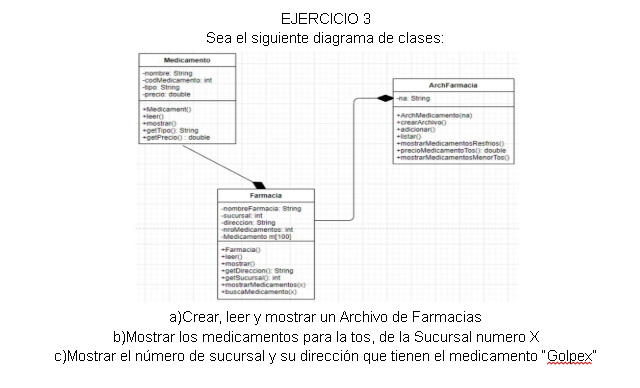 EJERCICIO 3
Sea el siguiente diagrama de clases:
Medicamento
-nombre: String
-codMedicamento: int
-tipo: String
-precio: double
+Medicament()
+leer()
+mostrar()
+getTipo(): String
+getPrecio() : double
ArchFarmacia
-na: String
+ArchMedicamento(na)
+crearArchivo()
+adicionar()
+listar()
+mostrarMedicamentosResfrios()
+precioMedicamentoTos(): double
+mostrarMedicamentosMenorTos()
Farmacia
-nombreFarmacia: String
-sucursal: int
-direccion: String
-nroMedicamentos: int
-Medicamento m[100]
+Farmacia()
+leer()
+mostrar()
+getDireccion(): String
+getSucursal(): int
+mostrarMedicamentos(x)
+buscaMedicamento(x)
a)Crear, leer y mostrar un Archivo de Farmacias
b)Mostrar los medicamentos para la tos, de la Sucursal numero X
c)Mostrar el número de sucursal y su dirección que tienen el medicamento "Golpex"